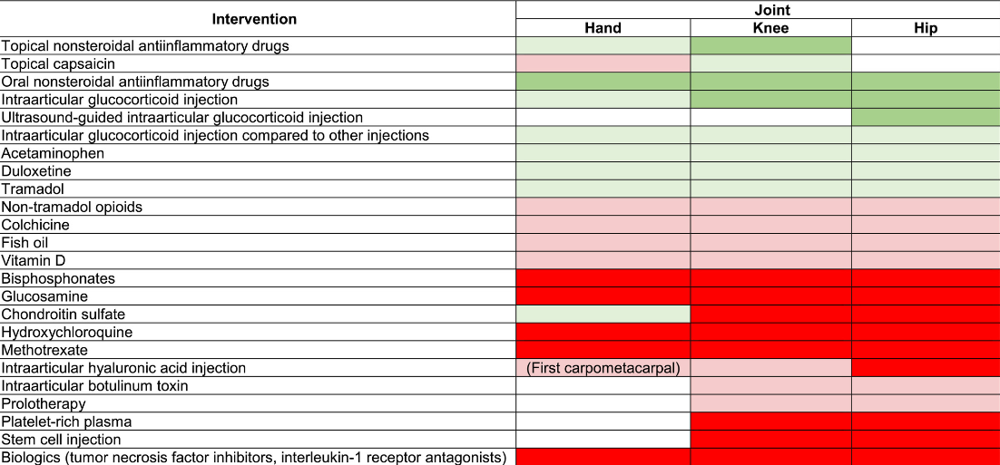 Intervention
Joint
Hand Knee Hip
Topical nonsteroidal antiinflammatory drugs
Topical capsaicin
Oral nonsteroidal antiinflammatory drugs
Intraarticular glucocorticoid injection
Ultrasound-guided intraarticular glucocorticoid injection
Intraarticular glucocorticoid injection compared to other injections
Acetaminophen
Duloxetine
Tramadol
Non-tramadol opioids
Colchicine
Fish oil
Vitamin D
Bisphosphonates
Glucosamine
Chondroitin sulfate
Hydroxychloroquine
Methotrexate
Intraarticular hyaluronic acid injection (First carpometacarpal)
Intraarticular botulinum toxin
Prolotherapy
Platelet-rich plasma
Stem cell injection
Biologics (tumor necrosis factor inhibitors, interleukin-1 receptor antagonists)